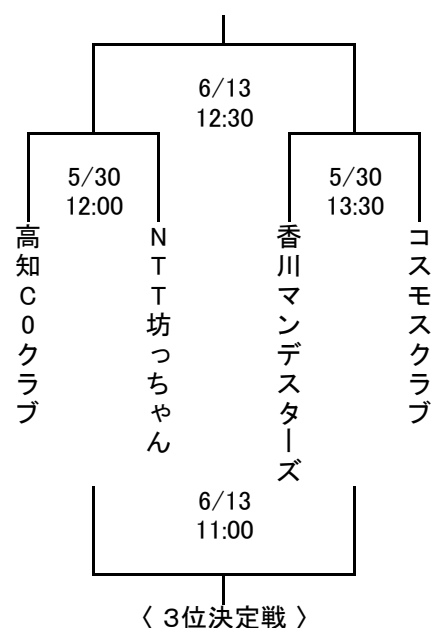 6/13
12:30
5/30
12:00
5/30
13:30
高知C0クラブ
NTT坊っちゃん
香川マンデスターズ
コスモスクラブ
6/13
11:00
〈 3位決定戦 〉